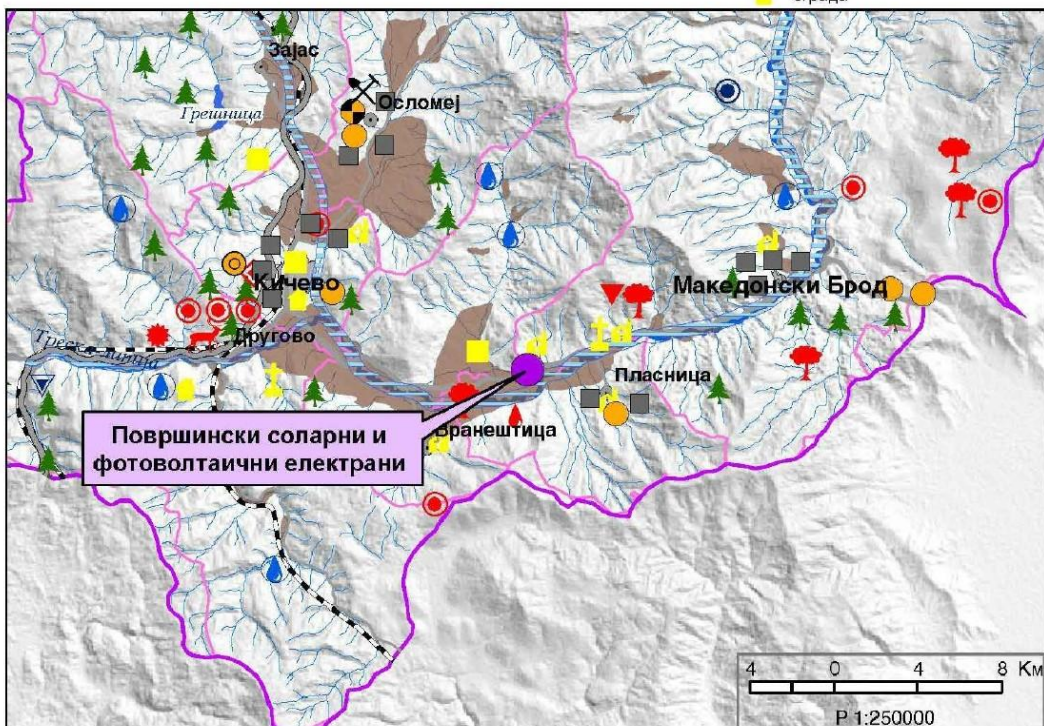 Зајас
Грешница
Осломеј
Кичево
Македонски Брод
Другово
Пласница
Површински соларни и
фотоволтаични електрани
Вранештица
4 0 4 8 Км
Р 1:250000